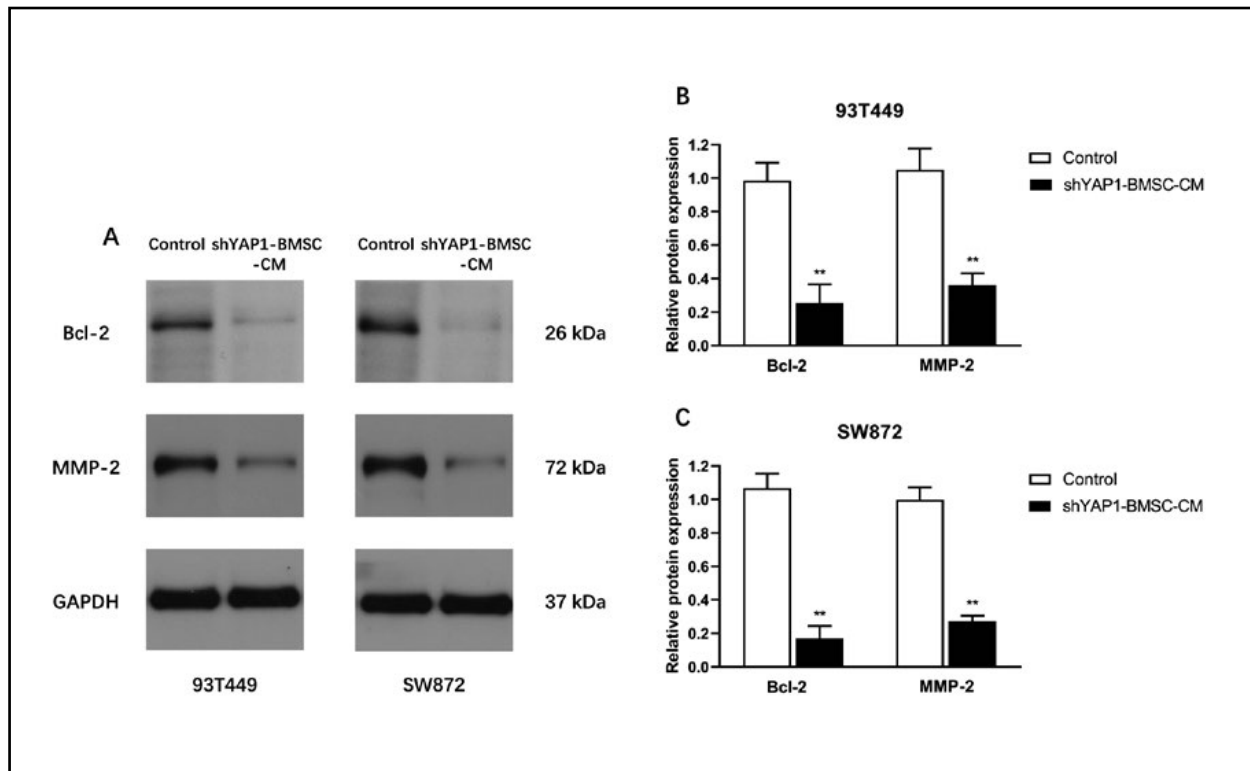 A
Control shYAP1-BMSC
-CM
Control shYAP1-BMSC
-CM
Bcl-2
26 kDa
MMP-2
72 kDa
GAPDH
37 kDa
93T449
SW872
B
93T449
Relative protein expression
1.2
1.0
0.8
0.6
0.4
0.2
0.0
**
**
Bcl-2
MMP-2
Control
shYAP1-BMSC-CM
C
SW872
Relative protein expression
1.2
1.0
0.8
0.6
0.4
0.2
0.0
**
**
Bcl-2
MMP-2
Control
shYAP1-BMSC-CM